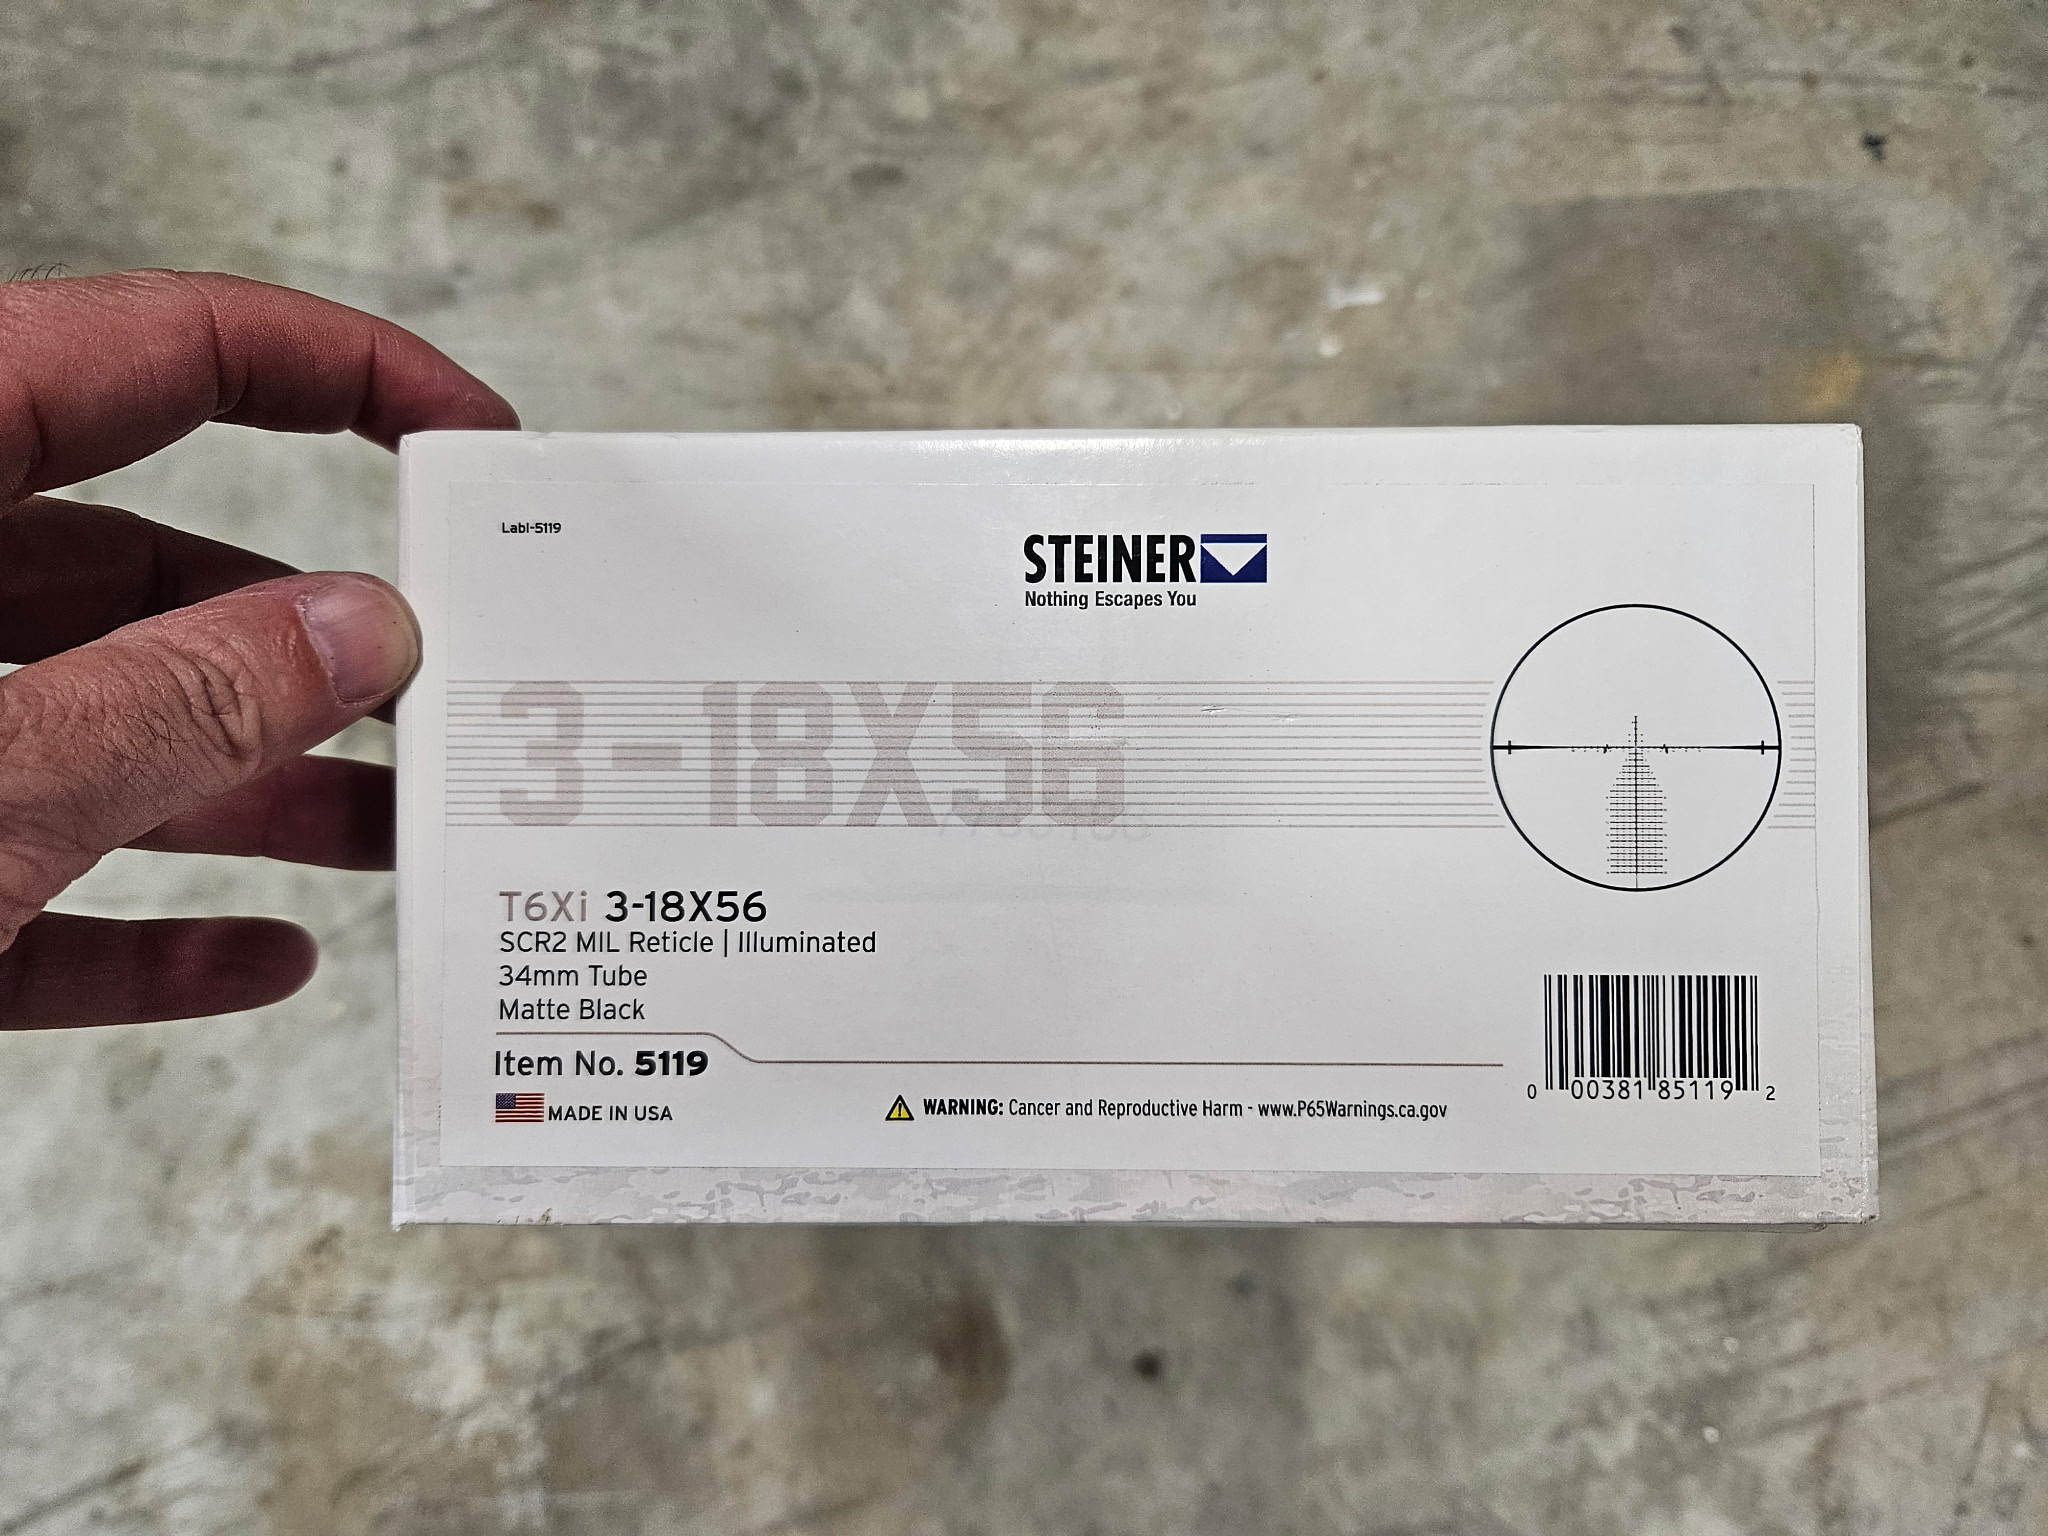 Labl-5119
STEINER
Nothing Escapes You
3-18X56
T6Xi 3-18X56
SCR2 MIL Reticle | Illuminated
34mm Tube
Matte Black
Item No. 5119
MADE IN USA
WARNING: Cancer and Reproductive Harm - www.P65Warnings.ca.gov
0 00381 85119 2